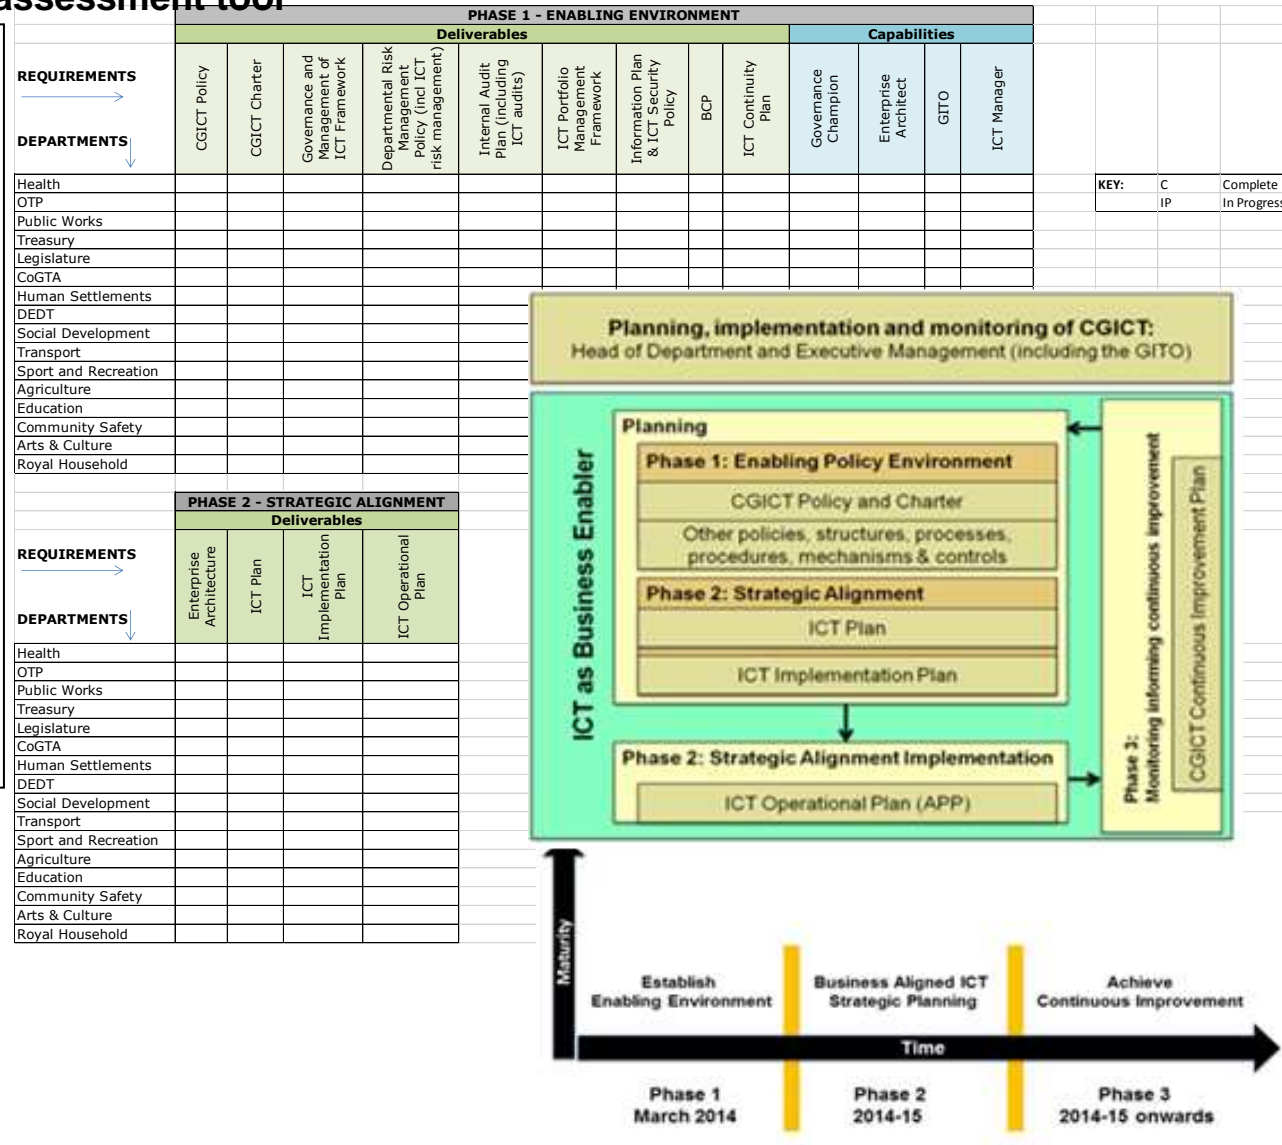 assessment tool
PHASE 1 - ENABLING ENVIRONMENT
Deliverables
Capabilities
REQUIREMENTS
DEPARTMENTS
CGICT Policy
CGICT Charter
Governance and
Management of
ICT Framework
Departmental Risk
Management
Policy (incl ICT
risk management)
Internal Audit
Plan (including
ICT audits)
ICT Portfolio
Management
Framework
Information Plan
& ICT Security
Policy
BCP
ICT Continuity
Plan
Governance
Champion
Enterprise
Architect
GITO
ICT Manager
Health
OTP
Public Works
Treasury
Legislature
CoGTA
Human Settlements
DEDT
Social Development
Transport
Sport and Recreation
Agriculture
Education
Community Safety
Arts & Culture
Royal Household
KEY: C Complete
IP In Progress
PHASE 2 - STRATEGIC ALIGNMENT
Deliverables
REQUIREMENTS
DEPARTMENTS
Enterprise
Architecture
ICT Plan
ICT
Implementation
Plan
ICT Operational
Plan
Health
OTP
Public Works
Treasury
Legislature
CoGTA
Human Settlements
DEDT
Social Development
Transport
Sport and Recreation
Agriculture
Education
Community Safety
Arts & Culture
Royal Household
Planning, implementation and monitoring of CGICT:
Head of Department and Executive Management (including the GITO)
ICT as Business Enabler
Planning
Phase 1: Enabling Policy Environment
CGICT Policy and Charter
Other policies, structures, processes,
procedures, mechanisms & controls
Phase 2: Strategic Alignment
ICT Plan
ICT Implementation Plan
Phase 2: Strategic Alignment Implementation
ICT Operational Plan (APP)
Phase 3:
Monitoring informing continuous improvement
CGICT Continuous Improvement Plan
Maturity
Establish
Enabling Environment
Business Aligned ICT
Strategic Planning
Achieve
Continuous Improvement
Time
Phase 1
March 2014
Phase 2
2014-15
Phase 3
2014-15 onwards